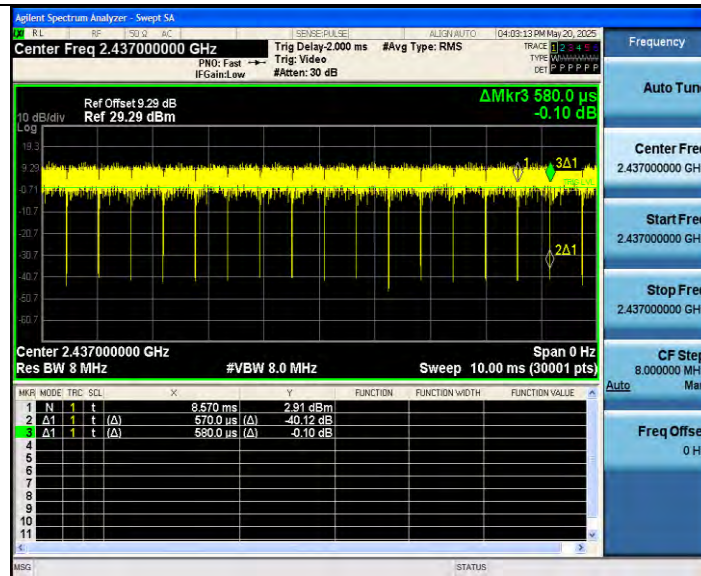 Agilent Spectrum Analyzer - Swept SA
RL RF 50 Ω AC SENSE:PULSE ALIGN AUTO 04:03:13 PM May 20, 2025
Center Freq 2.437000000 GHz
PNO: Fast
IFGain:Low
Trig Delay-2.000 ms
Trig: Video
#Atten: 30 dB
#Avg Type: RMS
TRACE 1 2 3 4 5 6
TYPE W
DET P P P P P P
ΔMkr3 580.0 µs
-0.10 dB
Ref Offset 9.29 dB
10 dB/div Ref 29.29 dBm
Log
19.3
9.29
-0.71
-10.7
-20.7
-30.7
-40.7
-50.7
-60.7
1
3Δ1
TRIG LVL
2Δ1
Center 2.437000000 GHz Span 0 Hz
Res BW 8 MHz #VBW 8.0 MHz Sweep 10.00 ms (30001 pts)
MKR MODE TRC SCL X Y FUNCTION FUNCTION WIDTH FUNCTION VALUE
1 N 1 t 8.570 ms 2.91 dBm
2 Δ1 1 t (Δ) 570.0 µs (Δ) -40.12 dB
3 Δ1 1 t (Δ) 580.0 µs (Δ) -0.10 dB
4
5
6
7
8
9
10
11
MSG STATUS
Frequency
Auto Tun
Center Fre
2.437000000 GH
Start Fre
2.437000000 GH
Stop Fre
2.437000000 GH
CF Step
8.000000 MH
Auto Ma
Freq Offse
0 H